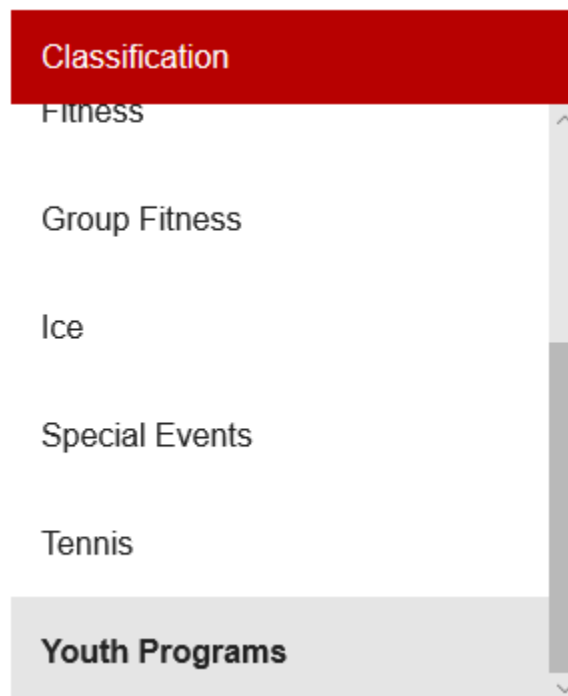 Classification
Fitness
Group Fitness
Ice
Special Events
Tennis
Youth Programs